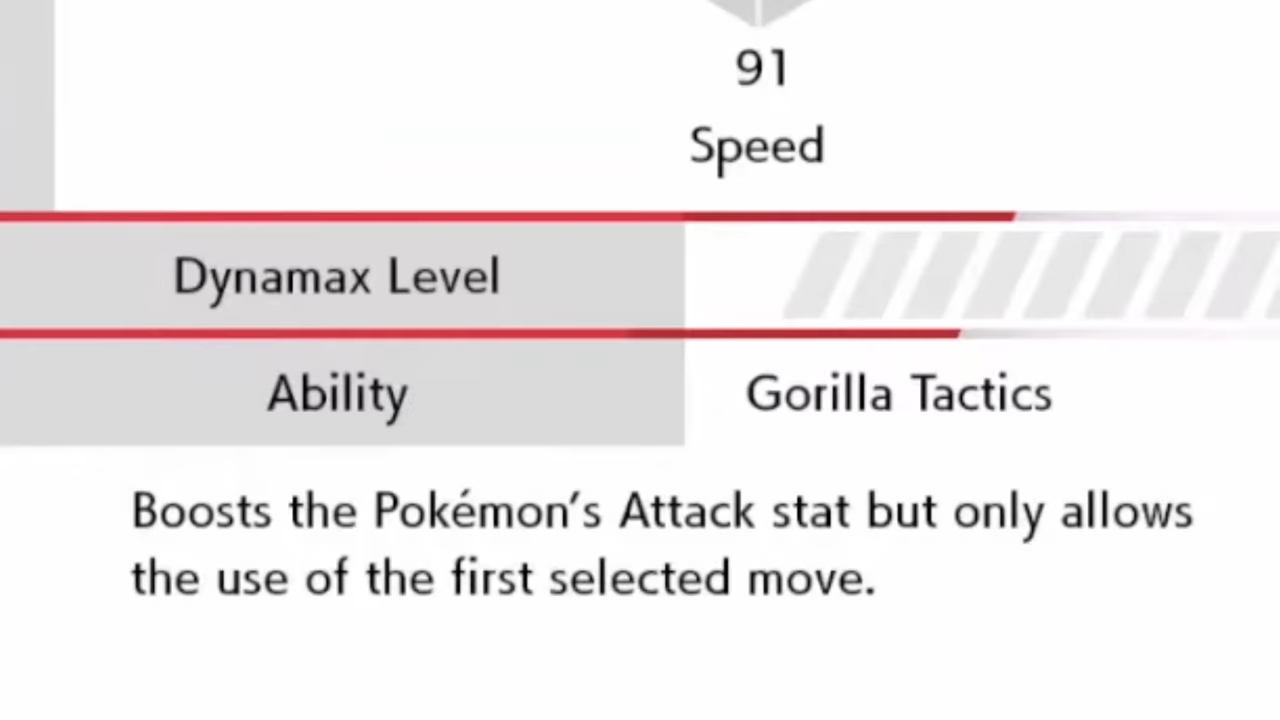 91
Speed
Dynamax Level
Ability Gorilla Tactics
Boosts the Pokémon's Attack stat but only allows
the use of the first selected move.